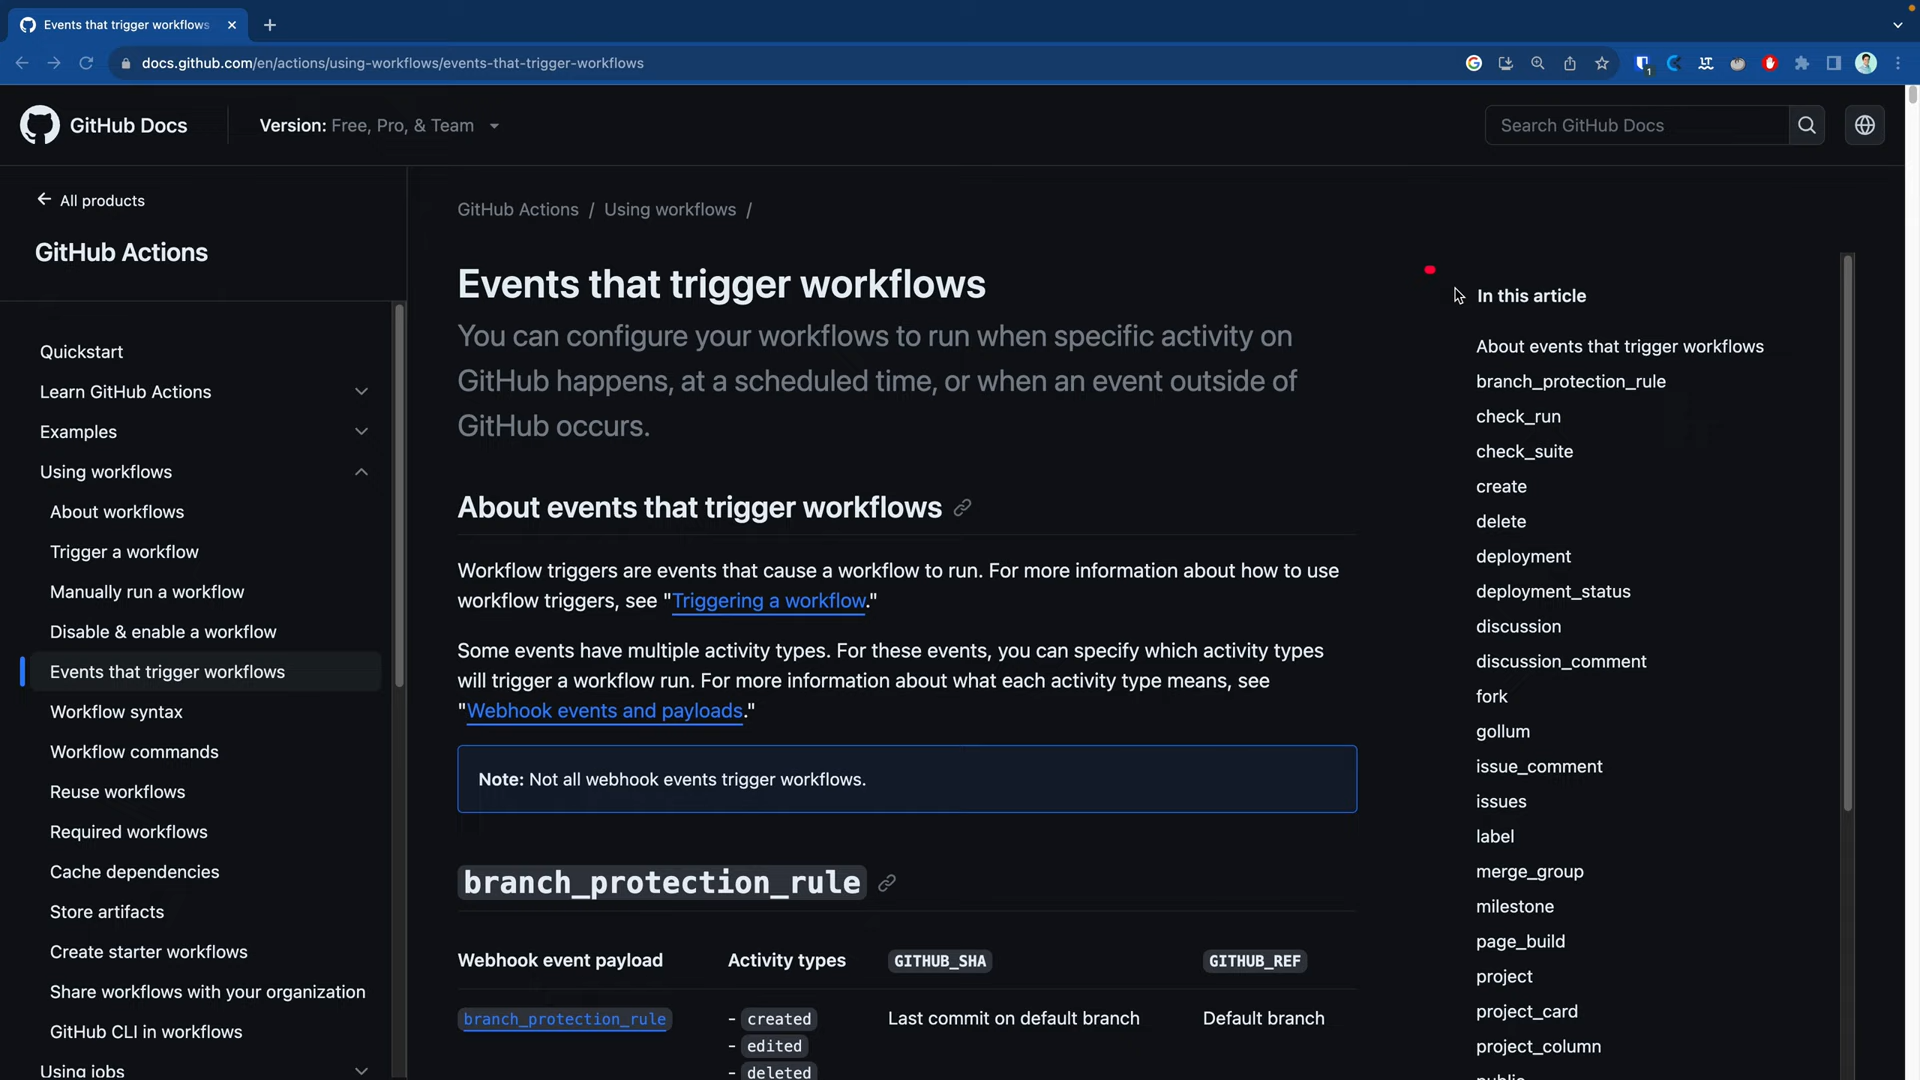 Events that trigger workflows
docs.github.com/en/actions/using-workflows/events-that-trigger-workflows
1
GitHub Docs
Version: Free, Pro, & Team
Search GitHub Docs
All products
GitHub Actions
Quickstart
Learn GitHub Actions
Examples
Using workflows
About workflows
Trigger a workflow
Manually run a workflow
Disable & enable a workflow
Events that trigger workflows
Workflow syntax
Workflow commands
Reuse workflows
Required workflows
Cache dependencies
Store artifacts
Create starter workflows
Share workflows with your organization
GitHub CLI in workflows
Using jobs
GitHub Actions / Using workflows /
Events that trigger workflows
You can configure your workflows to run when specific activity on
GitHub happens, at a scheduled time, or when an event outside of
GitHub occurs.
About events that trigger workflows
Workflow triggers are events that cause a workflow to run. For more information about how to use
workflow triggers, see "Triggering a workflow."
Some events have multiple activity types. For these events, you can specify which activity types
will trigger a workflow run. For more information about what each activity type means, see
"Webhook events and payloads."
Note: Not all webhook events trigger workflows.
branch_protection_rule
Webhook event payload Activity types GITHUB_SHA GITHUB_REF
branch_protection_rule - created Last commit on default branch Default branch
- edited
- deleted
In this article
About events that trigger workflows
branch_protection_rule
check_run
check_suite
create
delete
deployment
deployment_status
discussion
discussion_comment
fork
gollum
issue_comment
issues
label
merge_group
milestone
page_build
project
project_card
project_column
public